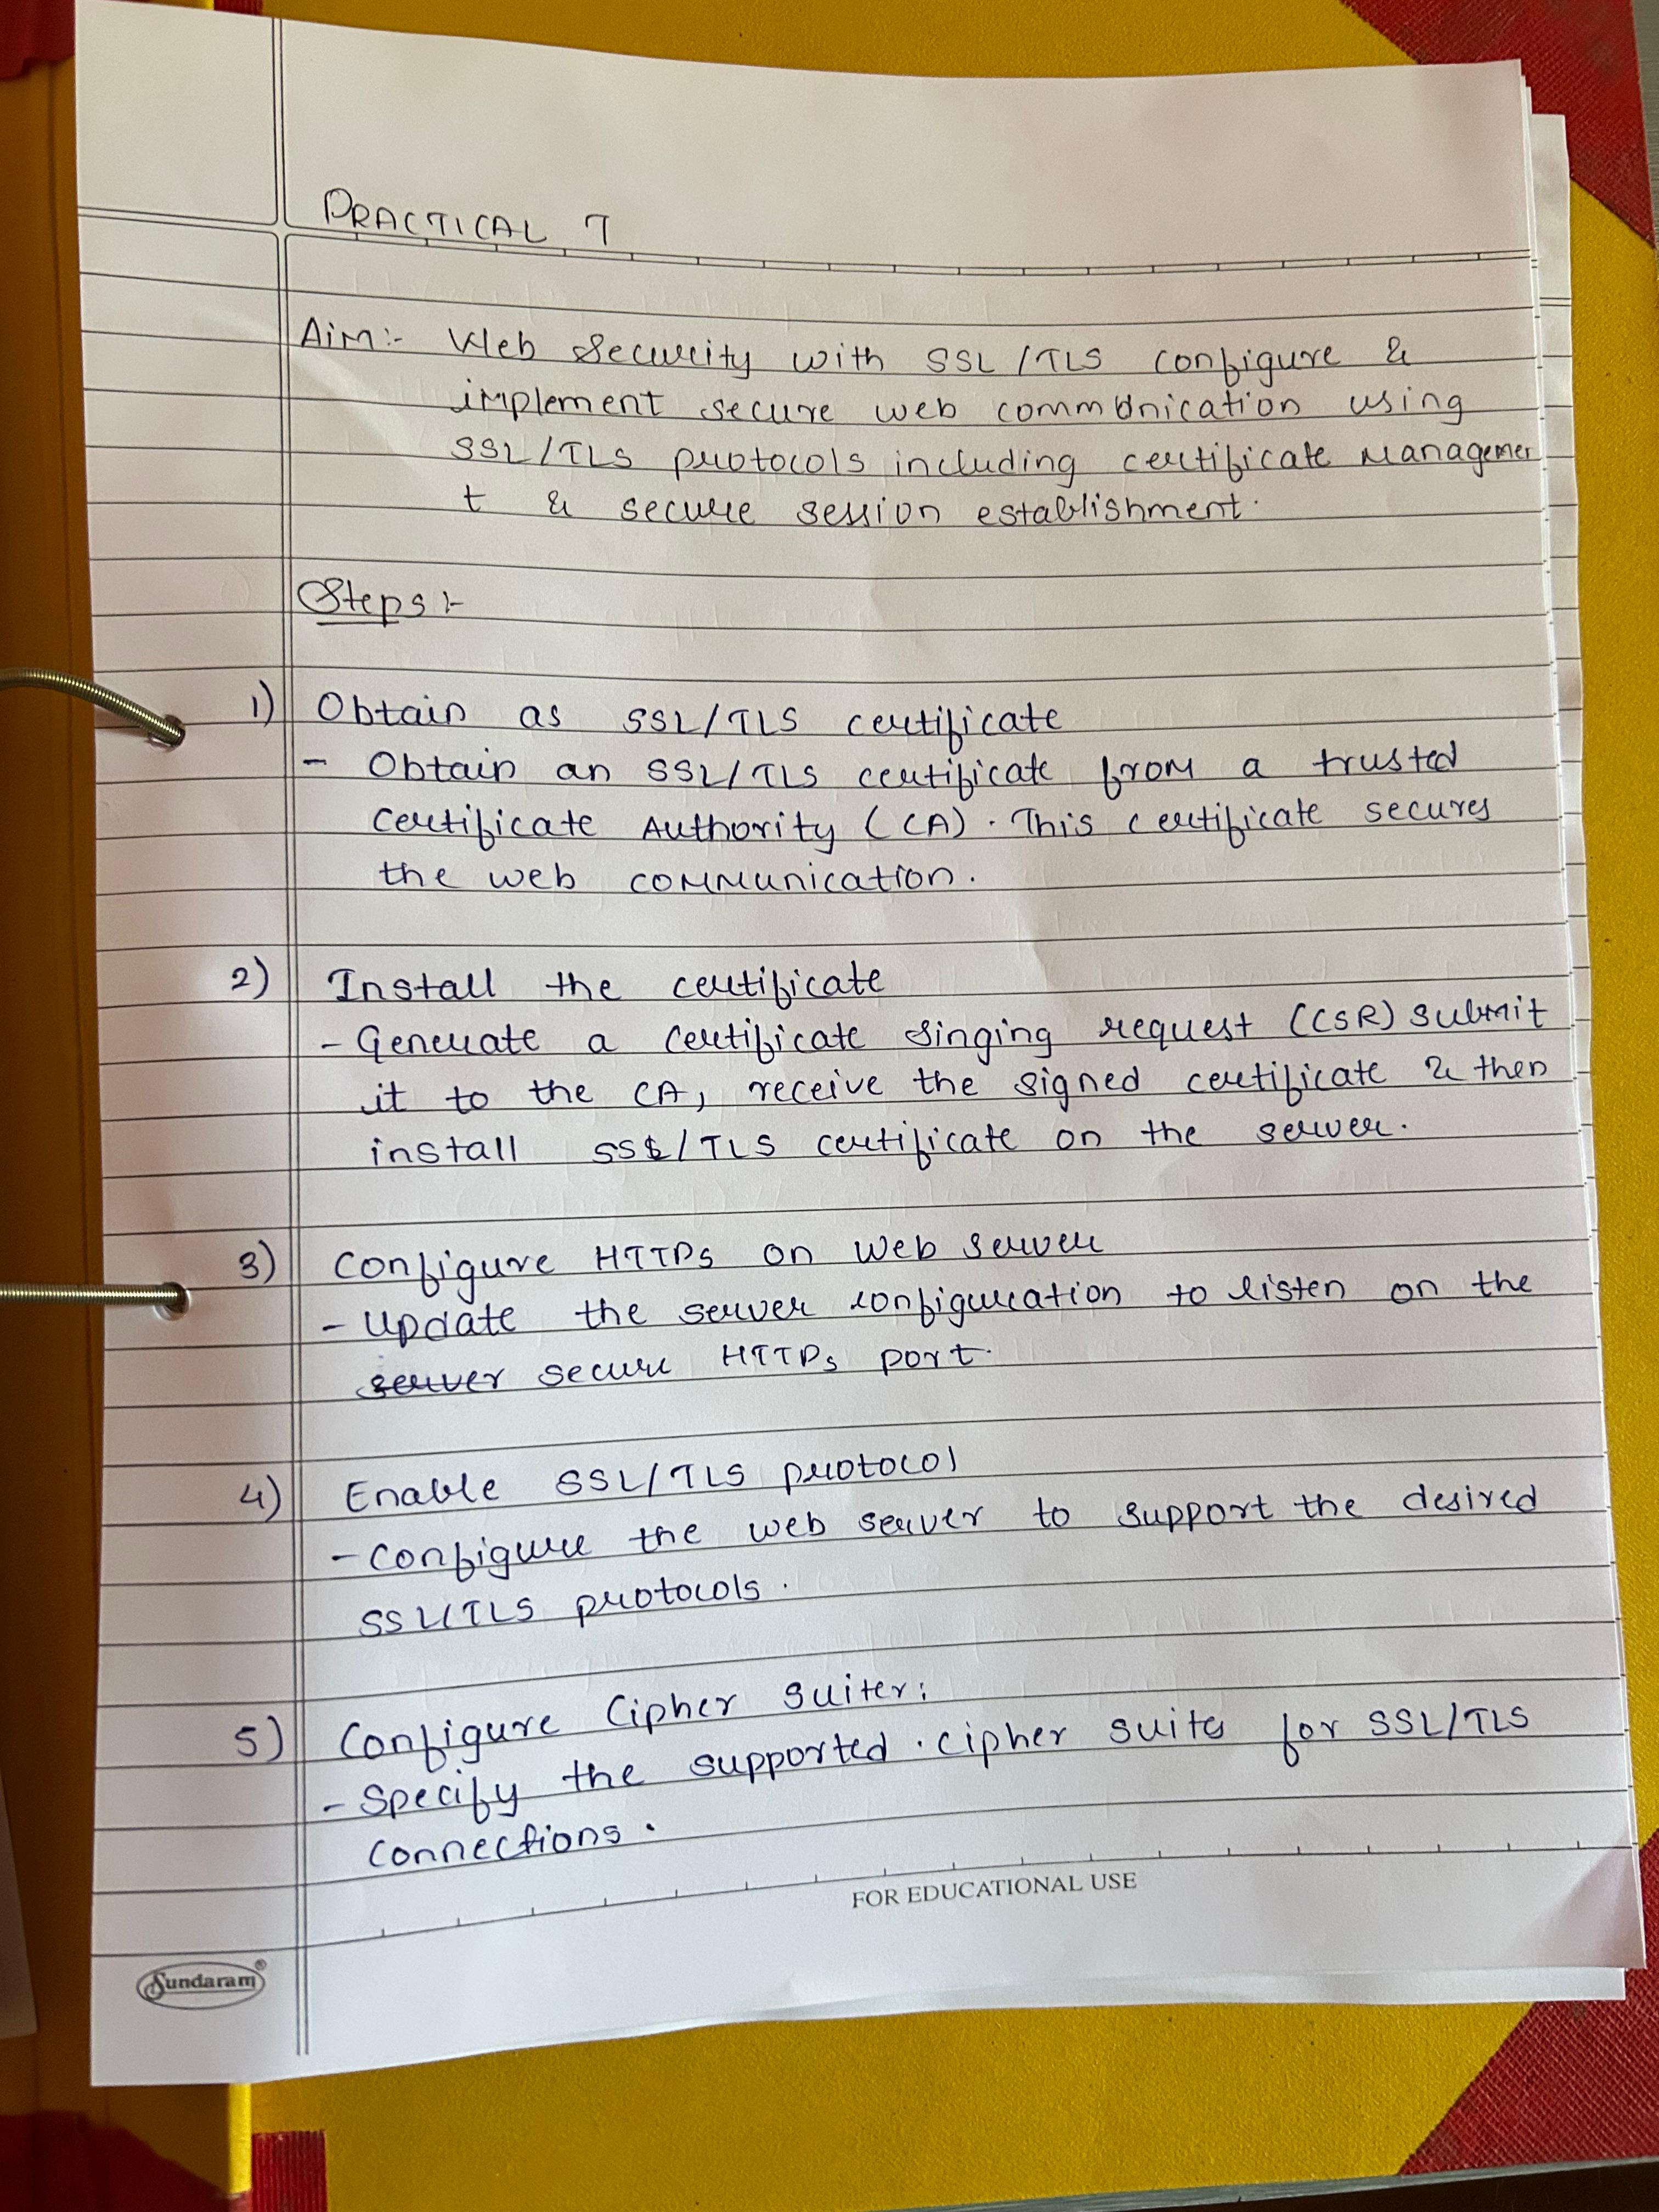 PRACTICAL 7
Aim:- Web Security with SSL/TLS configure &
implement secure web communication using
SSL/TLS protocols including certificate Managemen
t & secure session establishment.
Steps:-
1) Obtain as SSL/TLS certificate
- Obtain an SSL/TLS certificate from a trusted
Certificate Authority (CA). This certificate secures
the web communication.
2) Install the certificate
- Generate a certificate singing request (CSR) submit
it to the CA, receive the signed certificate & then
install SSL/TLS certificate on the server.
3) Configure HTTPs on web server
- Update the server configuration to listen on the
server secure HTTPs port.
4) Enable SSL/TLS protocol
- Configure the web server to support the desired
SSL/TLS protocols.
5) Configure Cipher suiter:
- Specify the supported. cipher suits for SSL/TLS
connections.
FOR EDUCATIONAL USE
Sundaram®